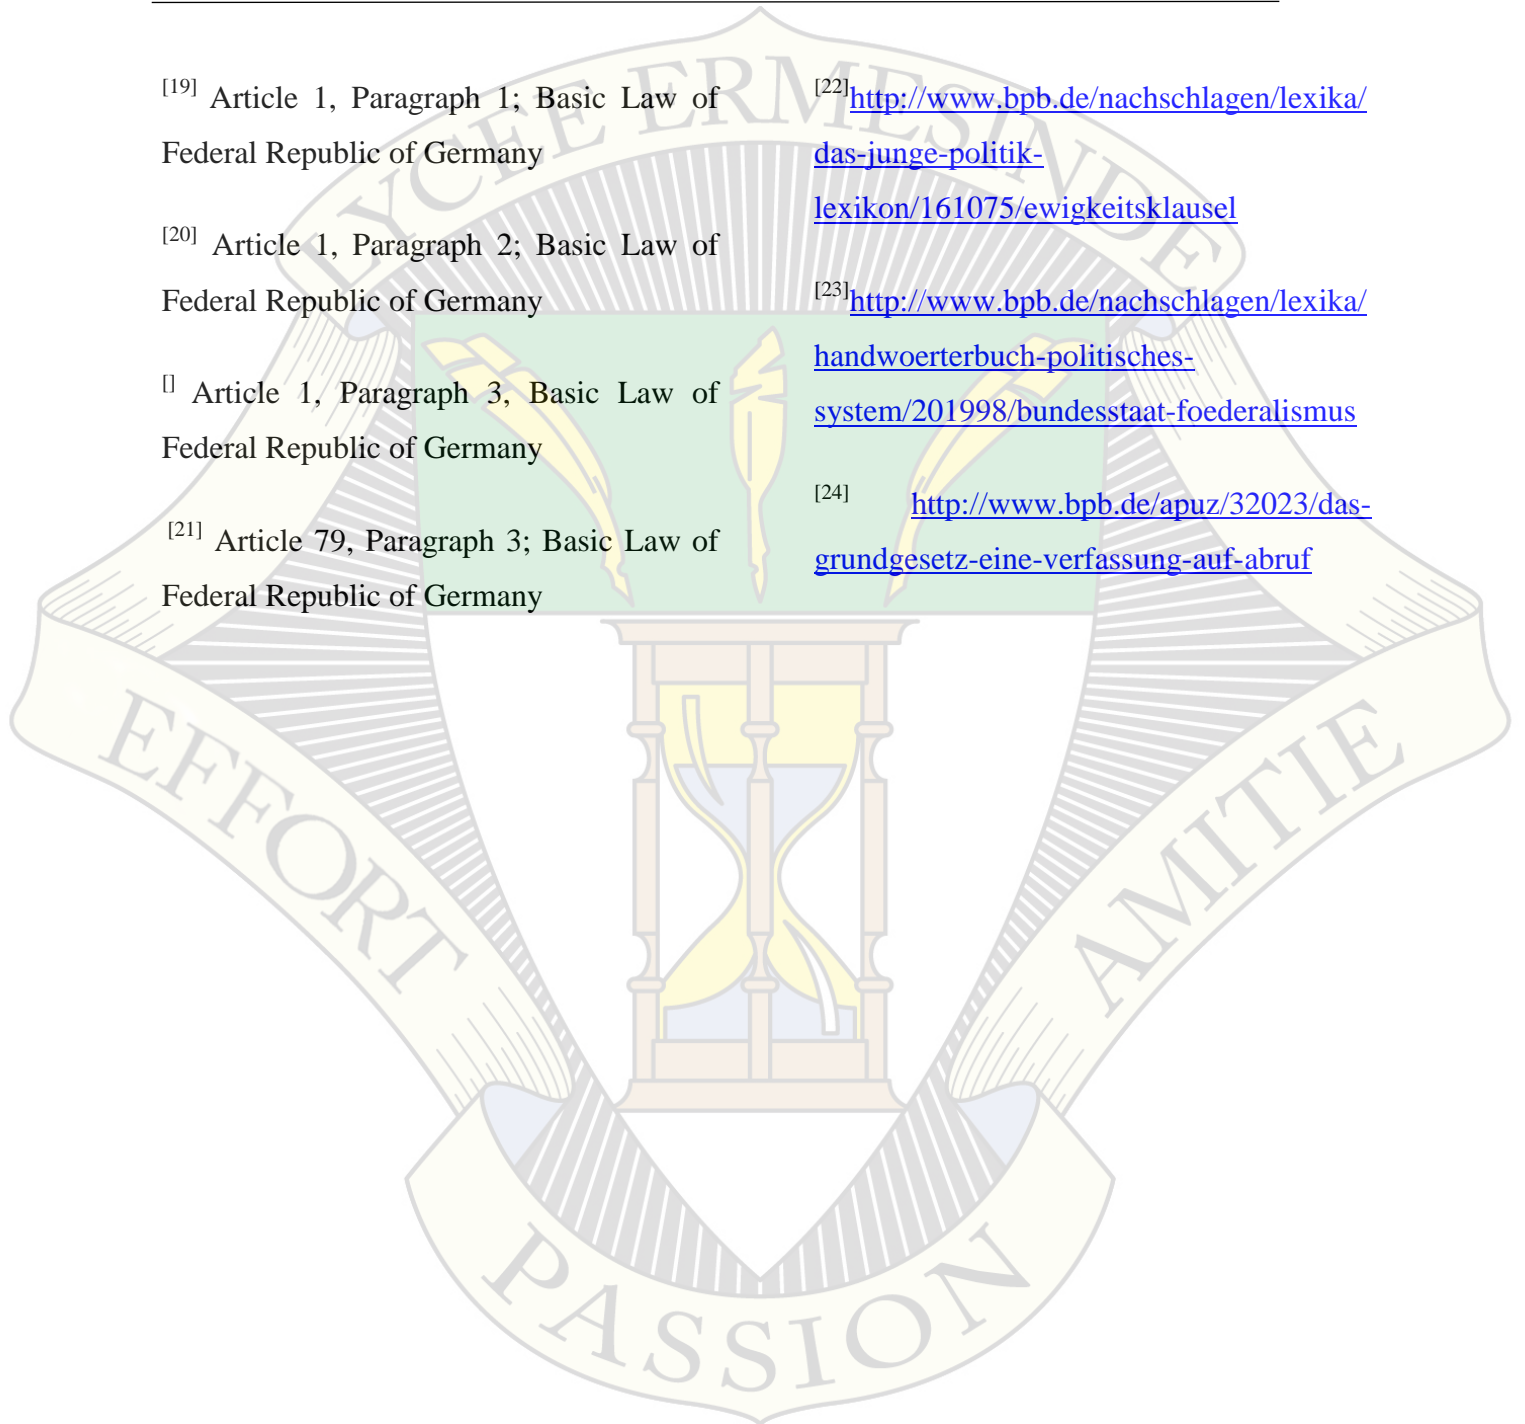 [19] Article 1, Paragraph 1; Basic Law of
Federal Republic of Germany
[20] Article 1, Paragraph 2; Basic Law of
Federal Republic of Germany
[] Article 1, Paragraph 3, Basic Law of
Federal Republic of Germany
[21] Article 79, Paragraph 3; Basic Law of
Federal Republic of Germany
[22]http://www.bpb.de/nachschlagen/lexika/
das-junge-politik-
lexikon/161075/ewigkeitsklausel
[23]http://www.bpb.de/nachschlagen/lexika/
handwoerterbuch-politisches-
system/201998/bundesstaat-foederalismus
[24] http://www.bpb.de/apuz/32023/das-
grundgesetz-eine-verfassung-auf-abruf
LYCEE ERMESINDE
EFFORT
AMITIE
PASSION